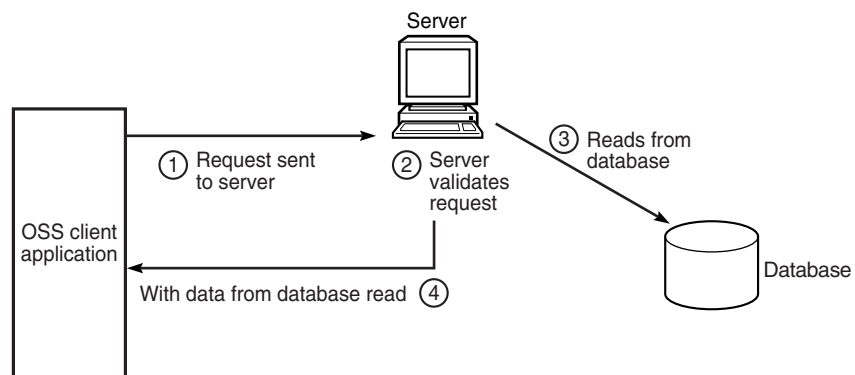 Server
1 Request sent
to server
2 Server
validates
request
3 Reads from
database
OSS client
application
Database
With data from database read 4